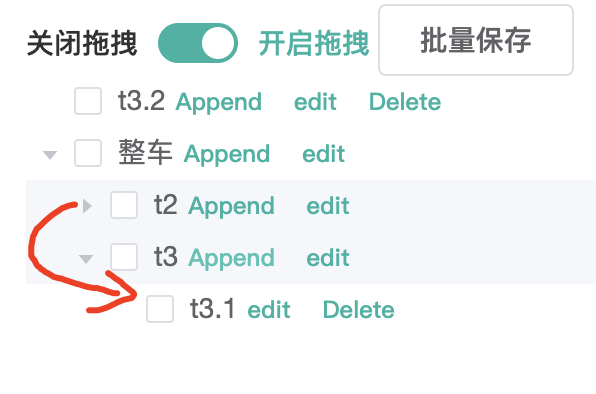 关闭拖拽 开启拖拽 批量保存
t3.2 Append edit Delete
整车 Append edit
t2 Append edit
t3 Append edit
t3.1 edit Delete